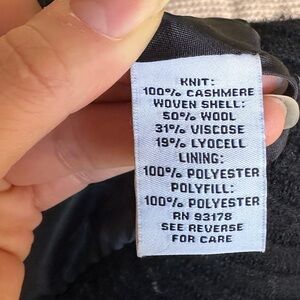 KNIT:
100% CASHMERE
WOVEN SHELL:
50% WOOL
31% VISCOSE
19% LYOCELL
LINING:
100% POLYESTER
POLYFILL:
100% POLYESTER
RN 93178
SEE REVERSE
FOR CARE